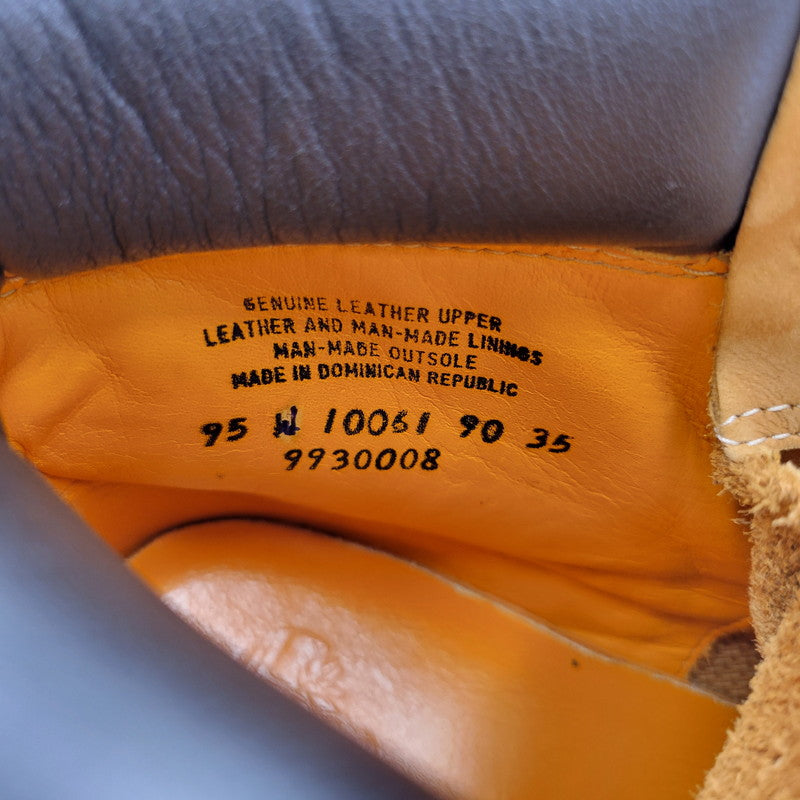 GENUINE LEATHER UPPER
LEATHER AND MAN-MADE LININGS
MAN-MADE OUTSOLE
MADE IN DOMINICAN REPUBLIC
95 W 10061 90 35
9930008